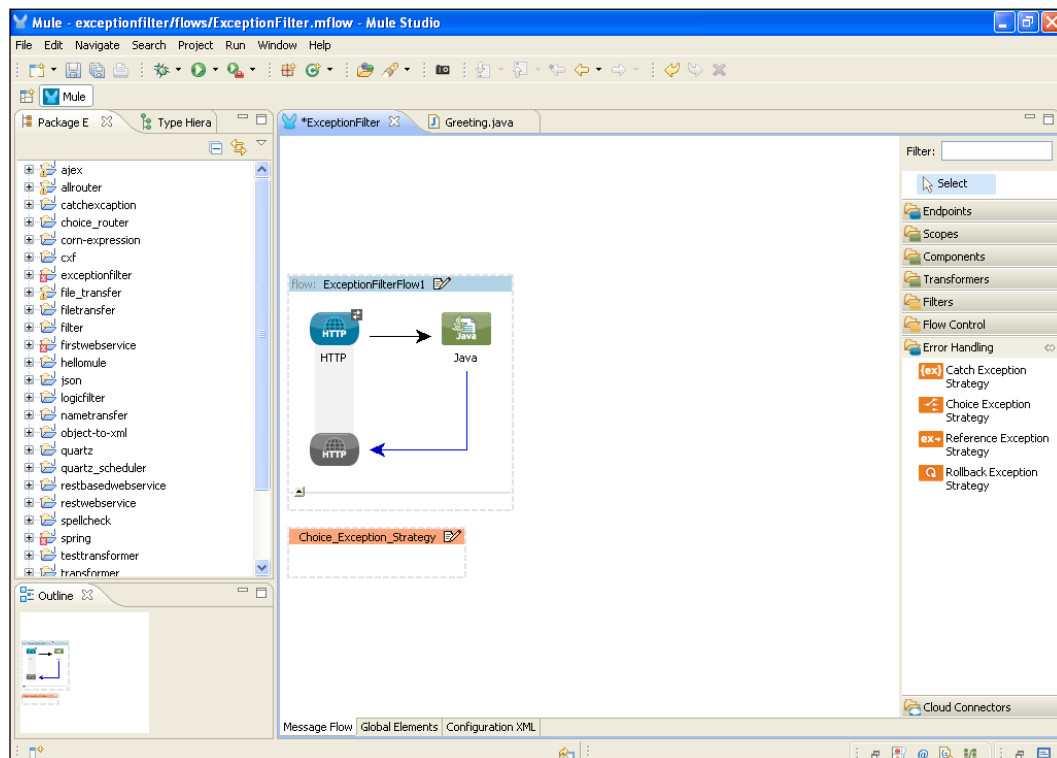 Mule - exceptionfilter/flows/ExceptionFilter.mflow - Mule Studio
File Edit Navigate Search Project Run Window Help
Mule
Package E
Type Hiera
*ExceptionFilter
Greeting.java
ajex
allrouter
catchexcaption
choice_router
corn-expression
cxf
exceptionfilter
file_transfer
filetransfer
filter
firstwebservice
hellomule
json
logicfilter
nametransfer
object-to-xml
quartz
quartz_scheduler
restbasedwebservice
restwebservice
spellcheck
spring
testtransformer
transformer
Outline
flow: ExceptionFilterFlow1
HTTP
Java
HTTP
Java
HTTP
Choice_Exception_Strategy
Message Flow
Global Elements
Configuration XML
Filter:
Select
Endpoints
Scopes
Components
Transformers
Filters
Flow Control
Error Handling
{ex} Catch Exception
Strategy
Choice Exception
Strategy
ex Reference Exception
Strategy
Rollback Exception
Strategy
Cloud Connectors